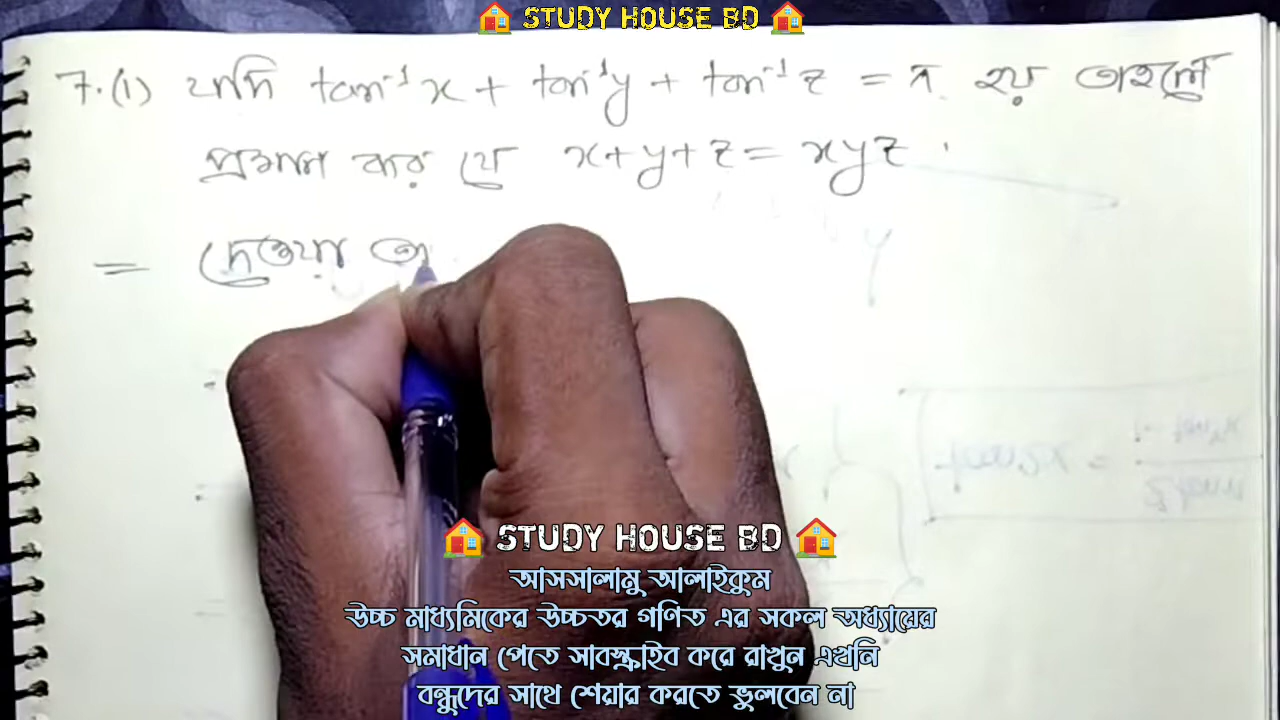 🏠 STUDY HOUSE BD 🏠
7.(1) যদি tan⁻¹x + tan⁻¹y + tan⁻¹z = π হয় তাহলে
প্রমাণ কর যে x+y+z = xyz .
= দেওয়া আ
🏠 STUDY HOUSE BD 🏠
আসসালামু আলাইকুম
উচ্চ মাধ্যমিকের উচ্চতর গণিত এর সকল অধ্যায়ের
সমাধান পেতে সাবস্ক্রাইব করে রাখুন এখনি
বন্ধুদের সাথে শেয়ার করতে ভুলবেন না